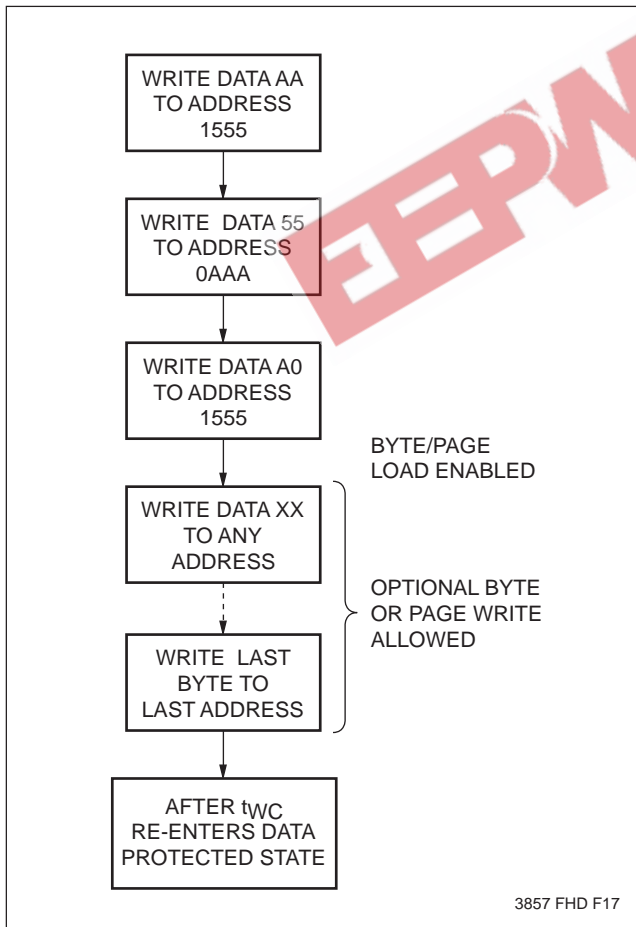 WRITE DATA AA
TO ADDRESS
1555
WRITE DATA 55
TO ADDRESS
0AAA
WRITE DATA A0
TO ADDRESS
1555
BYTE/PAGE
LOAD ENABLED
WRITE DATA XX
TO ANY
ADDRESS
OPTIONAL BYTE
OR PAGE WRITE
ALLOWED
WRITE LAST
BYTE TO
LAST ADDRESS
AFTER tWC
RE-ENTERS DATA
PROTECTED STATE
3857 FHD F17
EEPW